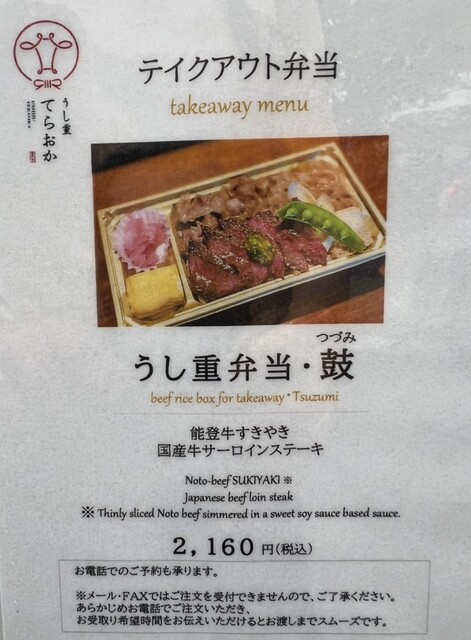 うし重
てらおか
テイクアウト弁当
takeaway menu
つづみ
うし重弁当・鼓
beef rice box for takeaway・Tsuzumi
能登牛すきやき
国産牛サーロインステーキ
Noto-beef SUKIYAKI ※
Japanese beef loin steak
※ Thinly sliced Noto beef simmered in a sweet soy sauce based sauce.
2,160円(税込)
お電話でのご予約も承ります。
※メール・FAXではご注文を受付できませんので、ご了承ください。
あらかじめお電話でご注文いただき、
お受取り希望時間をお伝えいただけるとお渡しまでスムーズです。